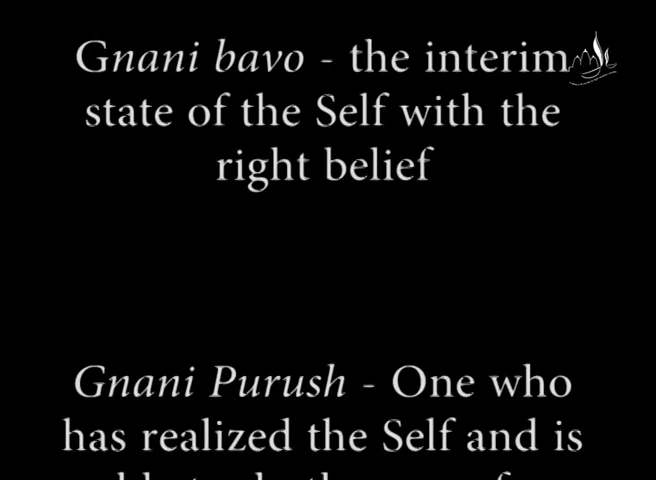 Gnani bavo - the interim
state of the Self with the
right belief
Gnani Purush - One who
has realized the Self and is